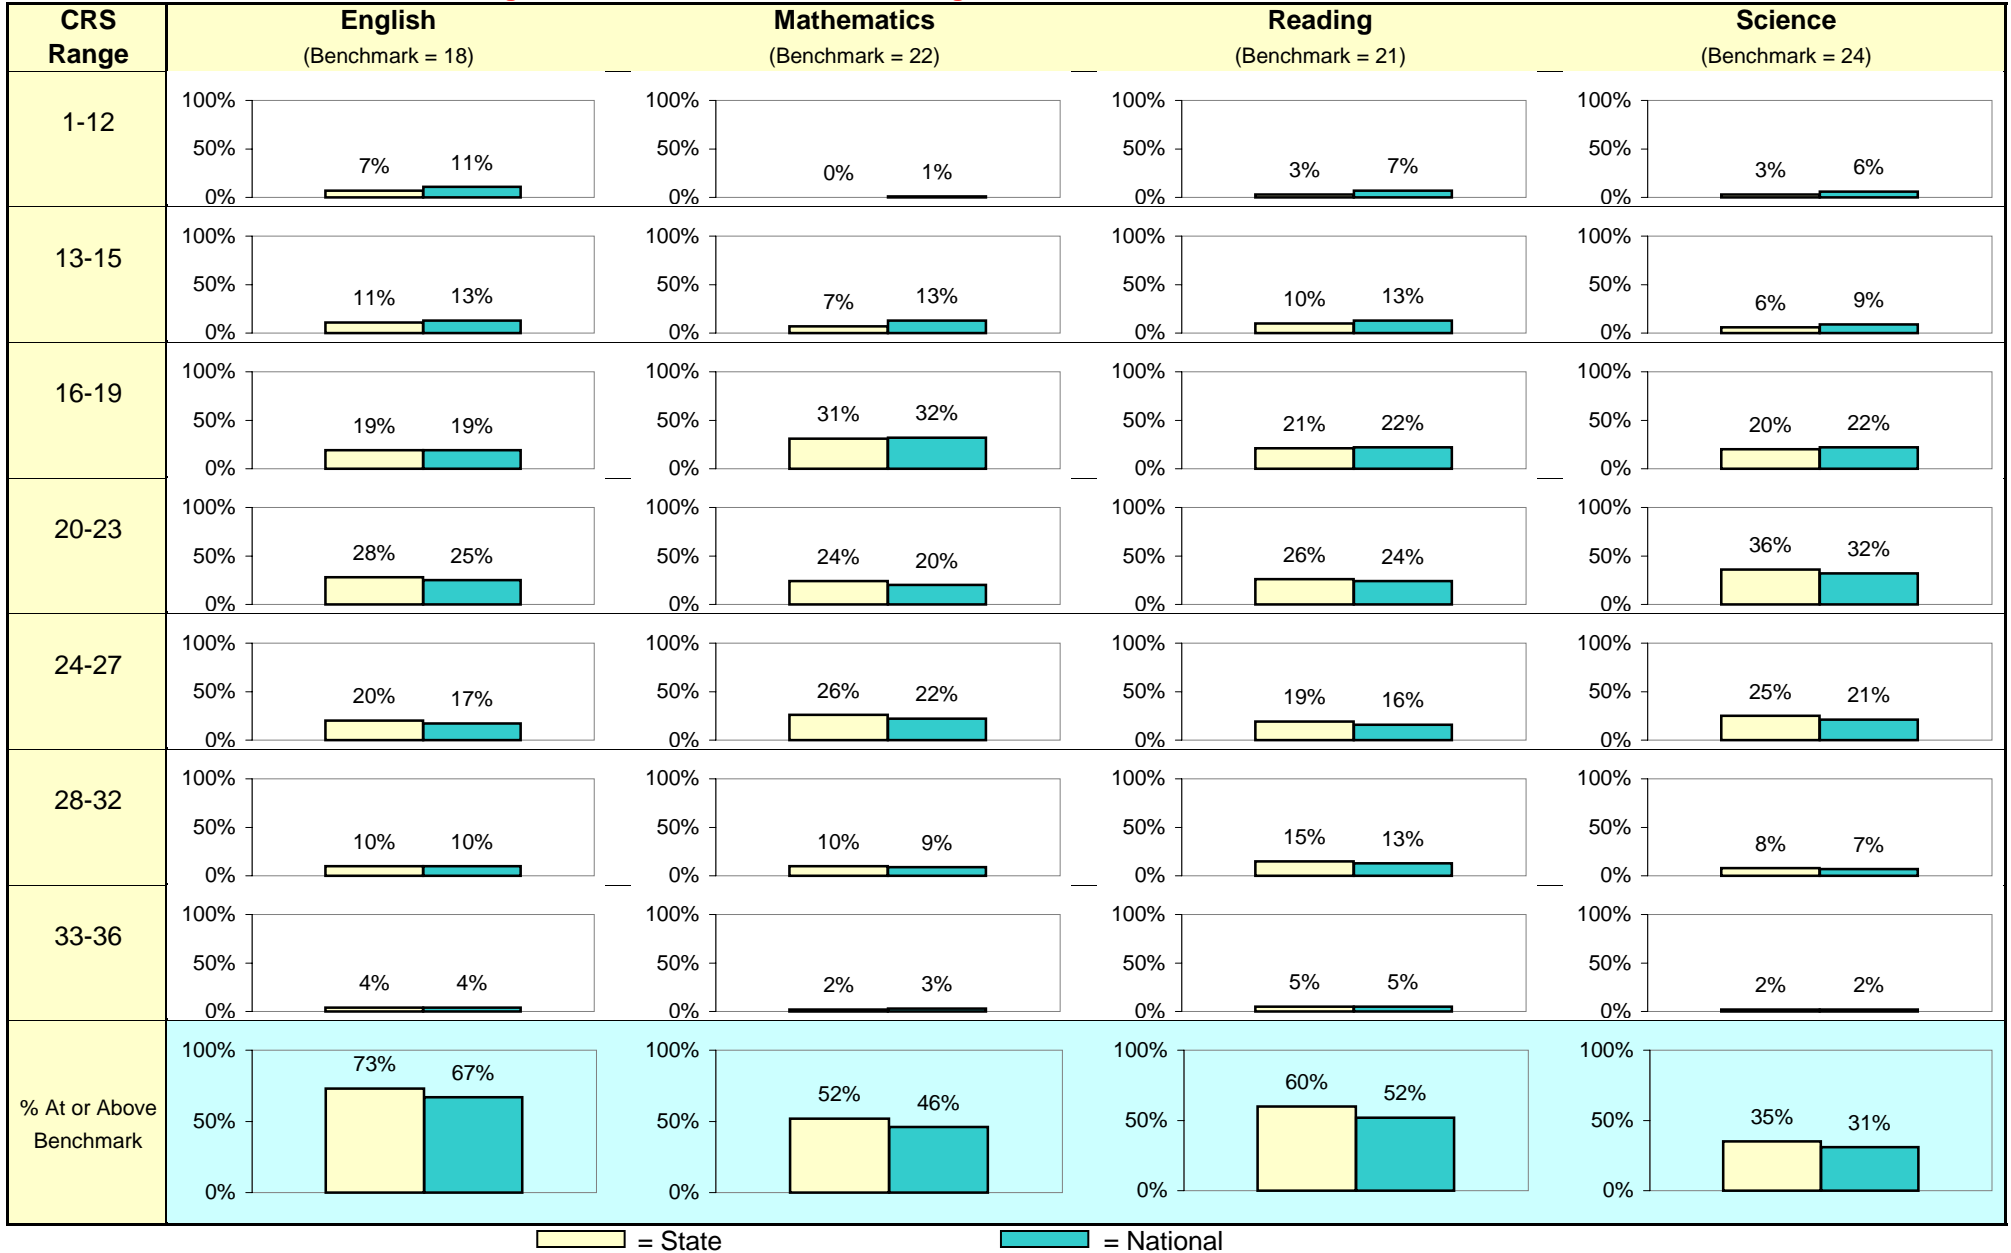 CRS Range English Mathematics Reading Science
(Benchmark = 18) (Benchmark = 22) (Benchmark = 21) (Benchmark = 24)
1-12
100% 100% 100% 100%
50% 7% 11% 50% 0% 1% 50% 3% 7% 50% 3% 6%
0% 0% 0% 0%
13-15
100% 100% 100% 100%
50% 11% 13% 50% 7% 13% 50% 10% 13% 50% 6% 9%
0% 0% 0% 0%
16-19
100% 100% 100% 100%
50% 19% 19% 50% 31% 32% 50% 21% 22% 50% 20% 22%
0% 0% 0% 0%
20-23
100% 100% 100% 100%
50% 28% 25% 50% 24% 20% 50% 26% 24% 50% 36% 32%
0% 0% 0% 0%
24-27
100% 100% 100% 100%
50% 20% 17% 50% 26% 22% 50% 19% 16% 50% 25% 21%
0% 0% 0% 0%
28-32
100% 100% 100% 100%
50% 10% 10% 50% 10% 9% 50% 15% 13% 50% 8% 7%
0% 0% 0% 0%
33-36
100% 100% 100% 100%
50% 4% 4% 50% 2% 3% 50% 5% 5% 50% 2% 2%
0% 0% 0% 0%
% At or Above
Benchmark
100% 73% 67% 100% 52% 46% 100% 60% 52% 100% 35% 31%
50% 50% 50% 50%
0% 0% 0% 0%
= State = National